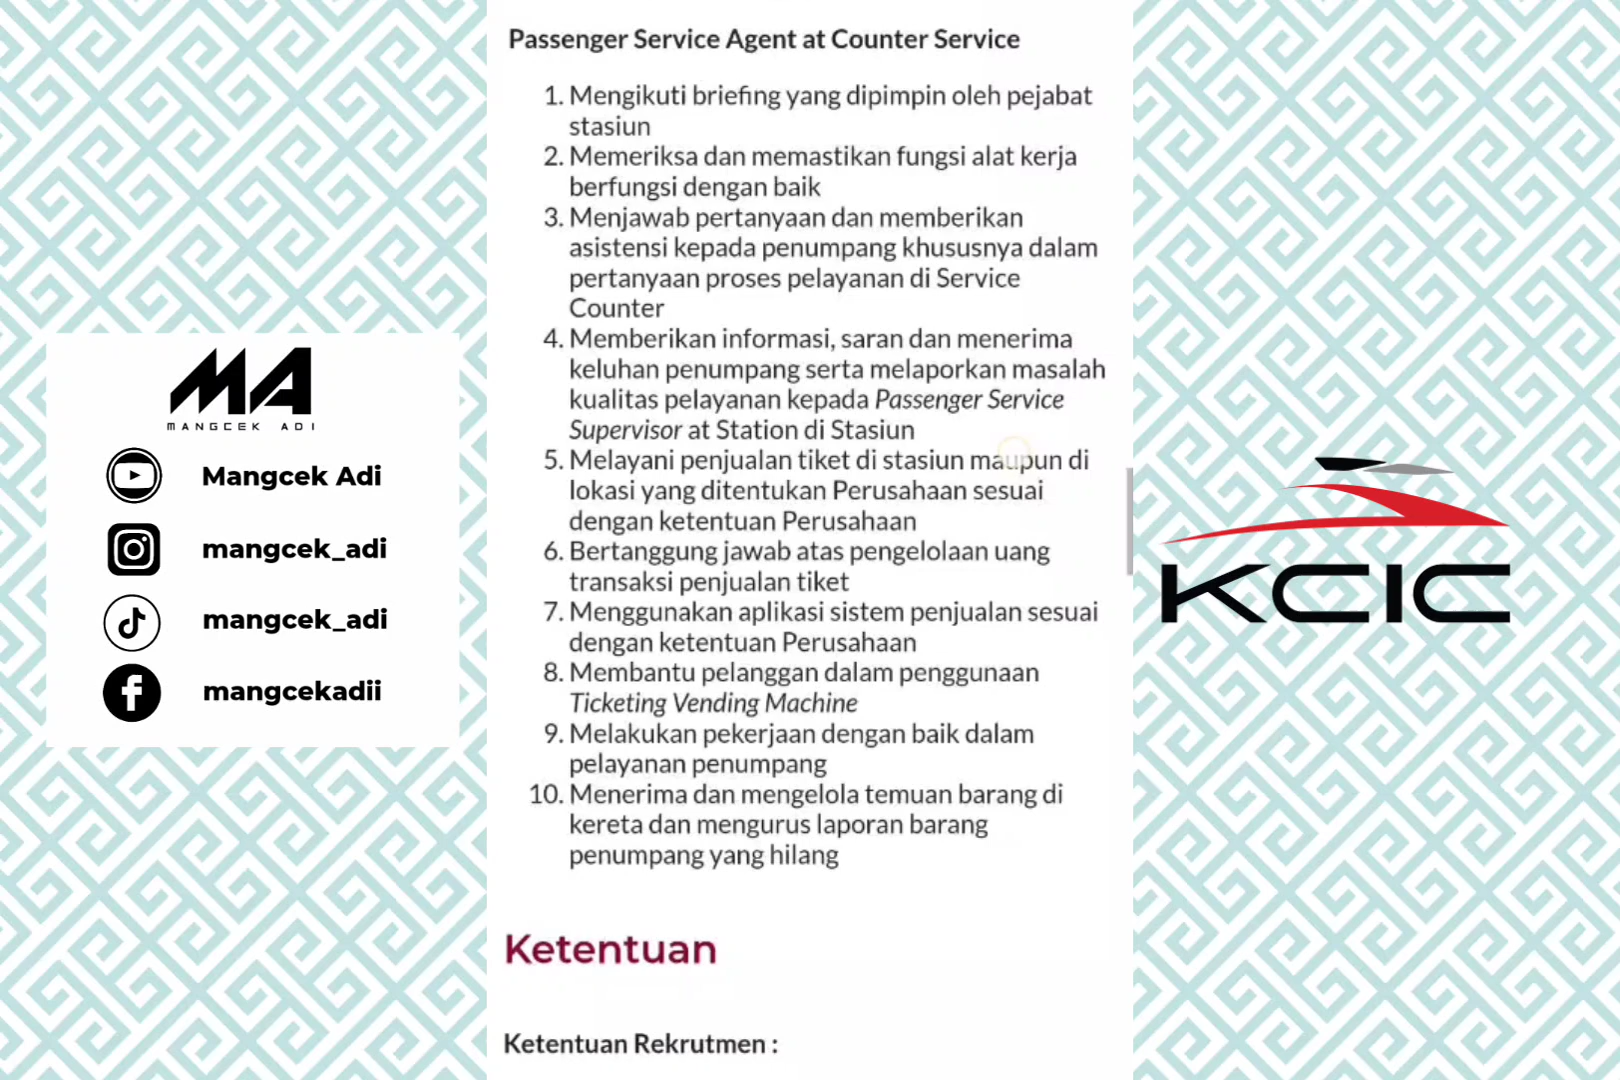 Passenger Service Agent at Counter Service
1. Mengikuti briefing yang dipimpin oleh pejabat
stasiun
2. Memeriksa dan memastikan fungsi alat kerja
berfungsi dengan baik
3. Menjawab pertanyaan dan memberikan
asistensi kepada penumpang khususnya dalam
pertanyaan proses pelayanan di Service
Counter
4. Memberikan informasi, saran dan menerima
keluhan penumpang serta melaporkan masalah
kualitas pelayanan kepada Passenger Service
Supervisor at Station di Stasiun
5. Melayani penjualan tiket di stasiun maupun di
lokasi yang ditentukan Perusahaan sesuai
dengan ketentuan Perusahaan
6. Bertanggung jawab atas pengelolaan uang
transaksi penjualan tiket
7. Menggunakan aplikasi sistem penjualan sesuai
dengan ketentuan Perusahaan
8. Membantu pelanggan dalam penggunaan
Ticketing Vending Machine
9. Melakukan pekerjaan dengan baik dalam
pelayanan penumpang
10. Menerima dan mengelola temuan barang di
kereta dan mengurus laporan barang
penumpang yang hilang
Ketentuan
Ketentuan Rekrutmen :
MA
MANGCEK ADI
Mangcek Adi
mangcek_adi
mangcek_adi
mangcekadii
KCIC